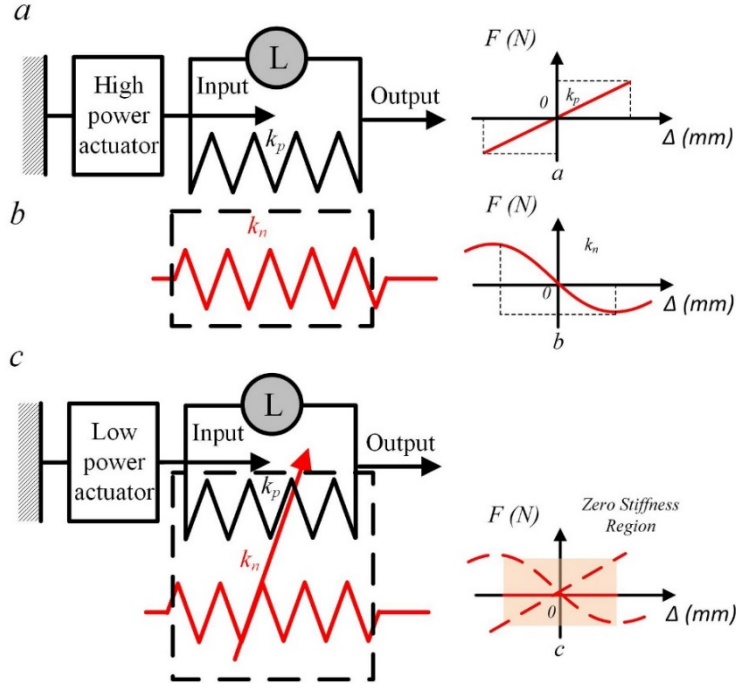 a
High
power
actuator
Input
L
Output
k_p
F (N)
0
k_p
Δ (mm)
a
b
k_n
F (N)
k_n
0
Δ (mm)
b
c
Low
power
actuator
Input
L
Output
k_p
k_n
F (N)
Zero Stiffness
Region
0
Δ (mm)
c